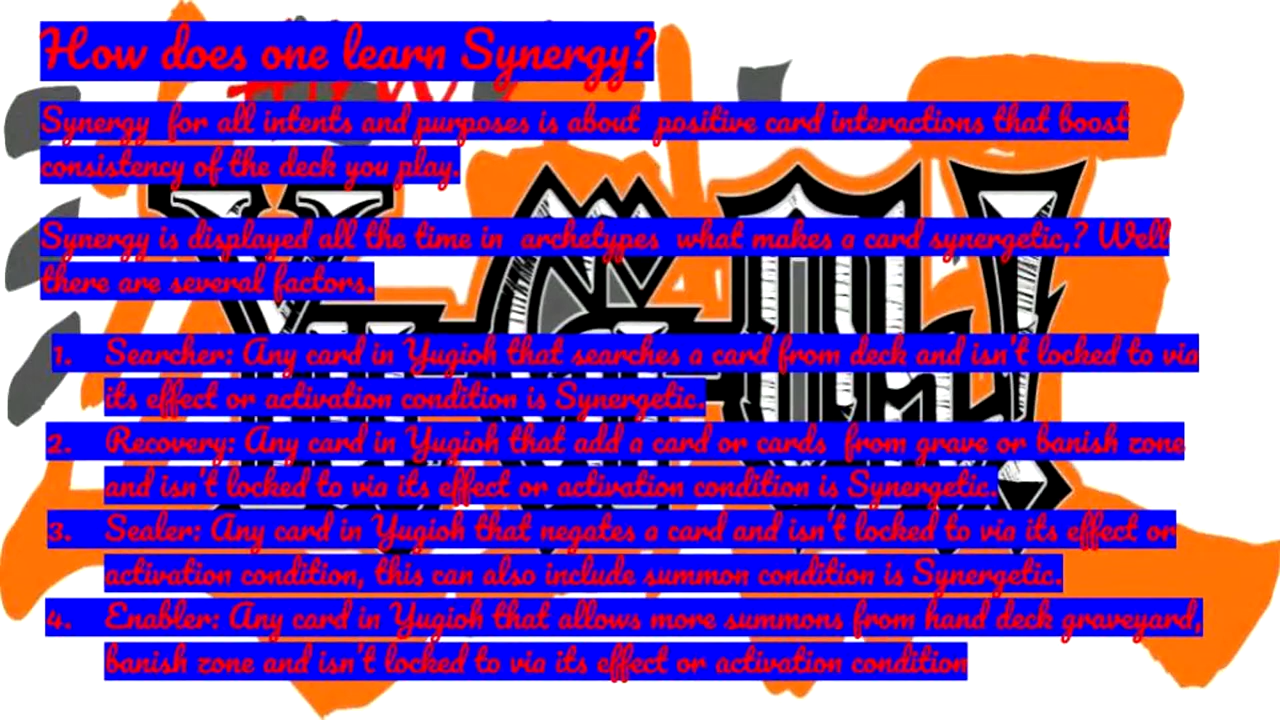 How does one learn Synergy?
Synergy for all intents and purposes is about positive card interactions that boost
consistency of the deck you play.
Synergy is displayed all the time in archetypes what makes a card synergetic,? Well
there are several factors.
1. Searcher: Any card in Yugioh that searches a card from deck and isn't locked to via
its effect or activation condition is Synergetic.
2. Recovery: Any card in Yugioh that add a card or cards from grave or banish zone
and isn't locked to via its effect or activation condition is Synergetic.
3. Sealer: Any card in Yugioh that negates a card and isn't locked to via its effect or
activation condition, this can also include summon condition is Synergetic.
4. Enabler: Any card in Yugioh that allows more summons from hand deck graveyard,
banish zone and isn't locked to via its effect or activation condition